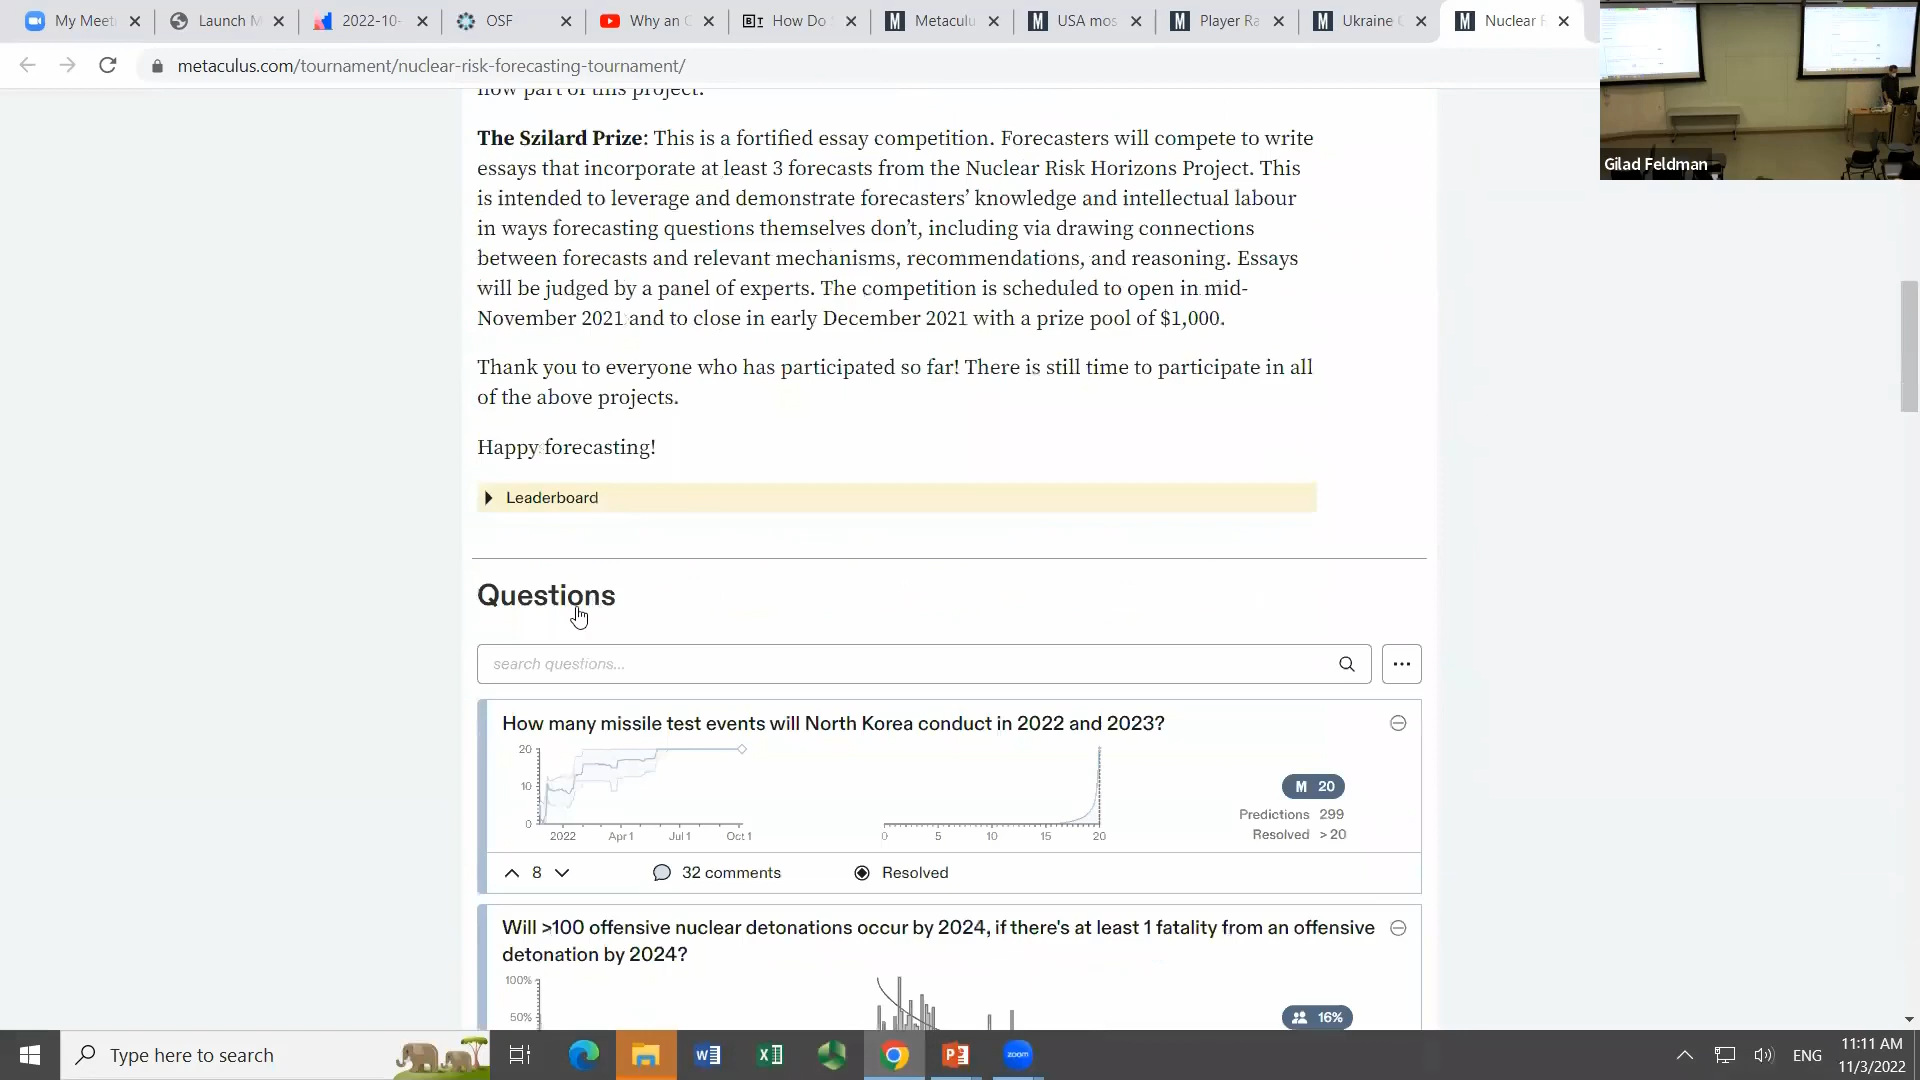 My Meet
Launch M
2022-10-
OSF
Why an
How Do
Metaculu
USA mos
Player Ra
Ukraine
Nuclear
metaculus.com/tournament/nuclear-risk-forecasting-tournament/
now part of this project.
The Szilard Prize: This is a fortified essay competition. Forecasters will compete to write
essays that incorporate at least 3 forecasts from the Nuclear Risk Horizons Project. This
is intended to leverage and demonstrate forecasters’ knowledge and intellectual labour
in ways forecasting questions themselves don’t, including via drawing connections
between forecasts and relevant mechanisms, recommendations, and reasoning. Essays
will be judged by a panel of experts. The competition is scheduled to open in mid-
November 2021 and to close in early December 2021 with a prize pool of $1,000.
Thank you to everyone who has participated so far! There is still time to participate in all
of the above projects.
Happy forecasting!
Leaderboard
Questions
search questions...
How many missile test events will North Korea conduct in 2022 and 2023?
20
10
0
2022 Apr 1 Jul 1 Oct 1
0 5 10 15 20
M 20
Predictions 299
Resolved > 20
8
32 comments
Resolved
Will >100 offensive nuclear detonations occur by 2024, if there's at least 1 fatality from an offensive
detonation by 2024?
100%
50%
16%
Gilad Feldman
Type here to search
zoom
ENG
11:11 AM
11/3/2022